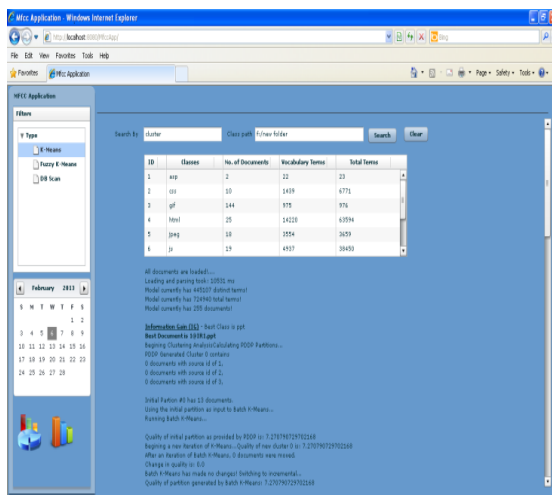 Mfcc Application - Windows Internet Explorer
http://localhost:8080/MfccApp/
Bing
File Edit View Favorites Tools Help
Favorites Mfcc Application
Page Safety Tools
MFCC Application
Filters
Type
K-Means
Fuzzy K-Means
DB Scan
February 2013
S M T W T F S
1 2
3 4 5 6 7 8 9
10 11 12 13 14 15 16
17 18 19 20 21 22 23
24 25 26 27 28
Search By cluster Class path f:/new folder Search Clear
ID Classes No. of Documents Vocabulary Terms Total Terms
1 asp 2 22 23
2 css 10 1439 6771
3 gif 144 975 976
4 html 25 14228 63594
5 jpeg 18 3554 3659
6 js 19 4937 38450
All documents are loaded!...
Loading and parsing took: 10531 ms
Model currently has 445107 distinct terms!
Model currently has 724940 total terms!
Model currently has 255 documents!
Information Gain (IG) - Best Class is ppt
Best Document is 1@IR1.ppt
Begining Clustering AnalysisCalculating PDDP Partitions...
PDDP Generated Cluster 0 contains
0 documents with source id of 1,
0 documents with source id of 2,
0 documents with source id of 3,
Initial Partion #0 has 13 documents.
Using the initial partition as input to Batch K-Means...
Running Batch K-Means...
Quality of initial partition as provided by PDDP is: 7.270790729702168
Begining a new iteration of K-Means...Quality of new cluster 0 is: 7.270790729702168
After an iteration of Batch K-Means, 0 documents were moved.
Change in quality is: 0.0
Batch K-Means has made no changes! Switching to incremental...
Quality of partition generated by Batch K-Means: 7.270790729702168